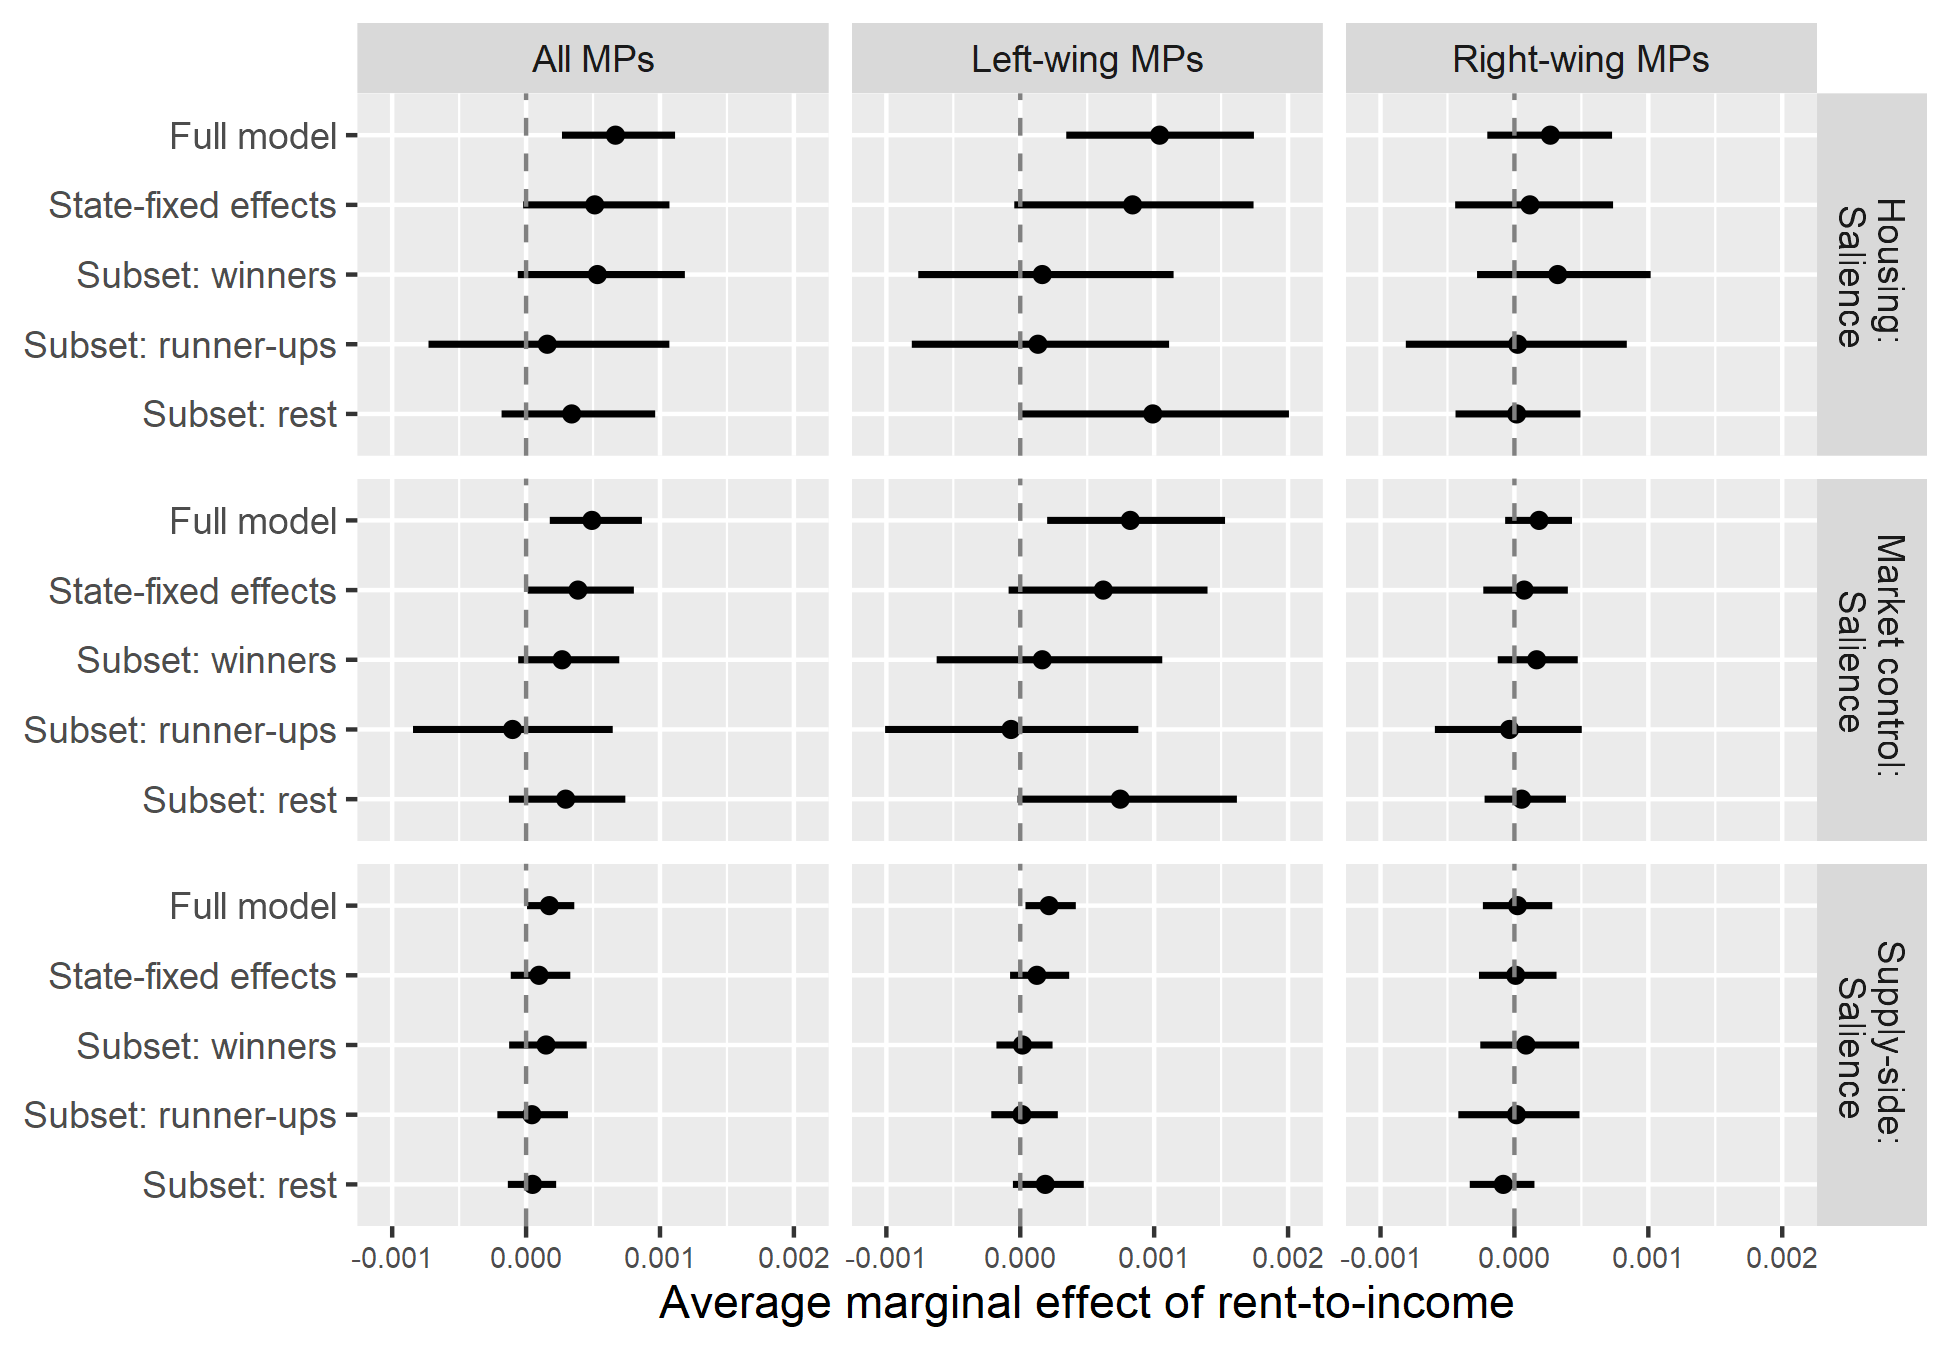 All MPs
Left-wing MPs
Right-wing MPs
Full model
State-fixed effects
Subset: winners
Subset: runner-ups
Subset: rest
Housing:
Salience
Full model
State-fixed effects
Subset: winners
Subset: runner-ups
Subset: rest
Market control:
Salience
Full model
State-fixed effects
Subset: winners
Subset: runner-ups
Subset: rest
Supply-side:
Salience
-0.001 0.000 0.001 0.002
-0.001 0.000 0.001 0.002
-0.001 0.000 0.001 0.002
Average marginal effect of rent-to-income